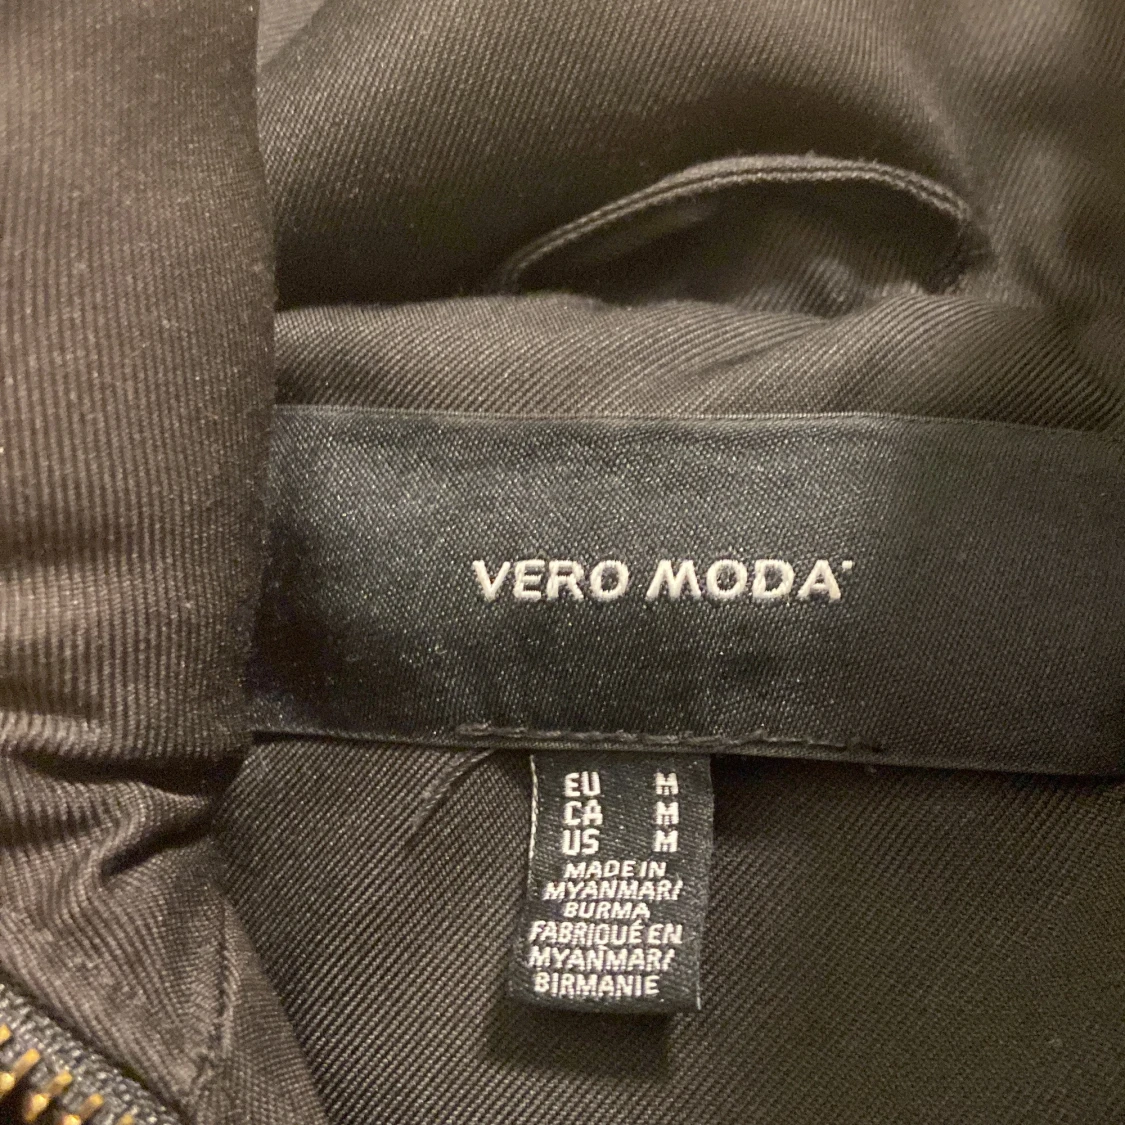 VERO MODA
EU M
CA M
US M
MADE IN
MYANMAR/
BURMA
FABRIQUÉ EN
MYANMAR/
BIRMANIE